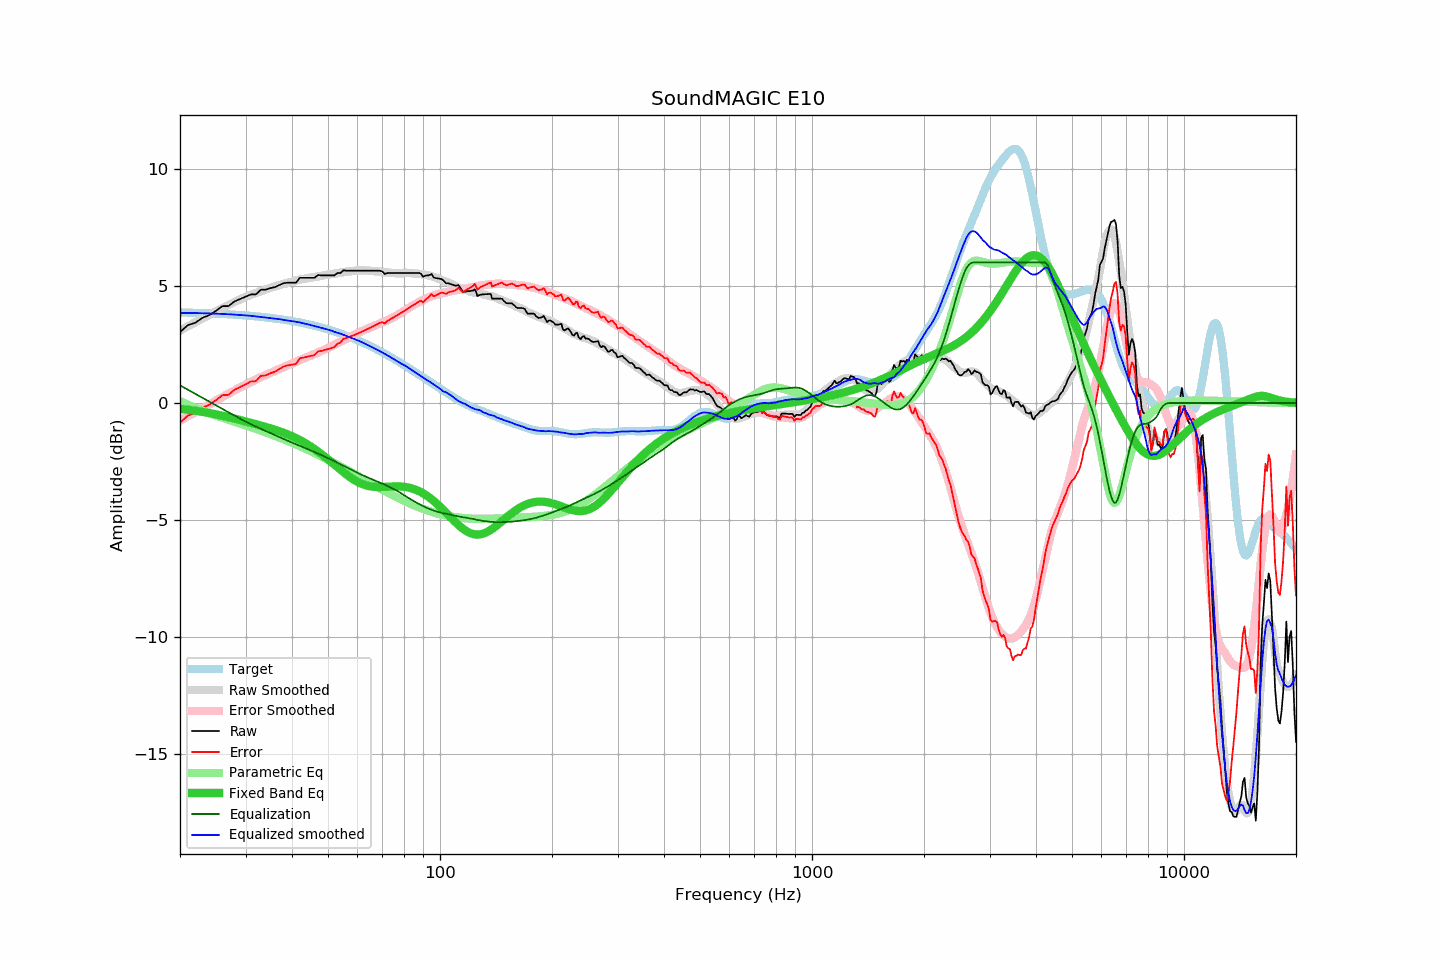 SoundMAGIC E10
10
5
0
−5
−10
−15
Amplitude (dBr)
Target
Raw Smoothed
Error Smoothed
Raw
Error
Parametric Eq
Fixed Band Eq
Equalization
Equalized smoothed
100
1000
10000
Frequency (Hz)